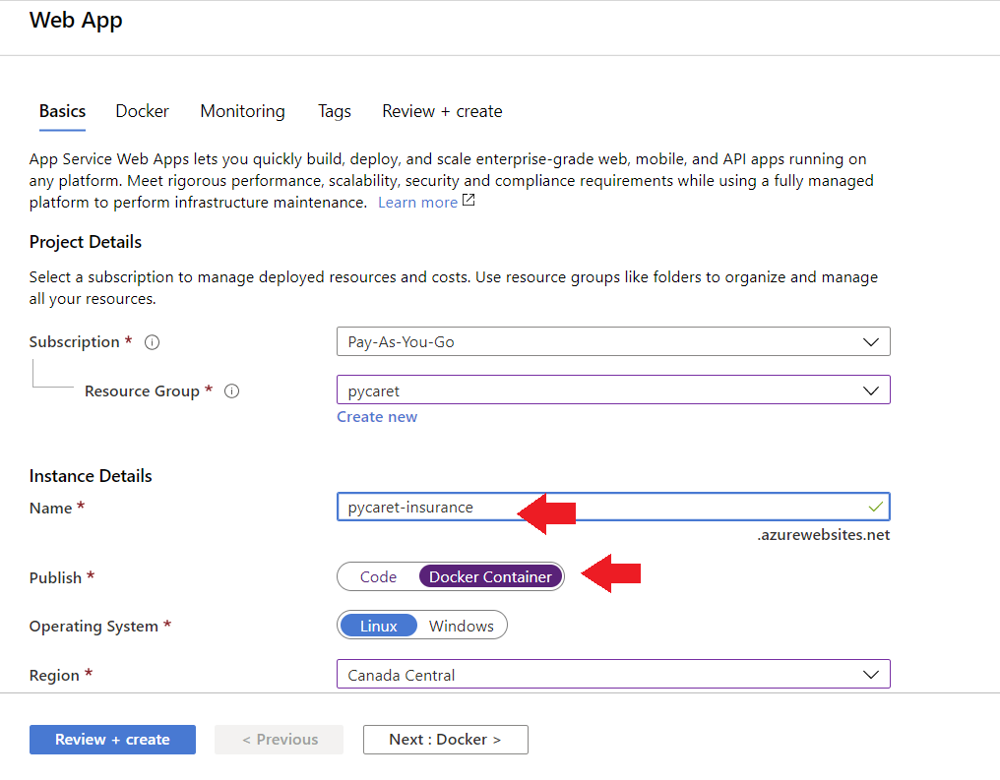 Web App
Basics Docker Monitoring Tags Review + create
App Service Web Apps lets you quickly build, deploy, and scale enterprise-grade web, mobile, and API apps running on
any platform. Meet rigorous performance, scalability, security and compliance requirements while using a fully managed
platform to perform infrastructure maintenance. Learn more
Project Details
Select a subscription to manage deployed resources and costs. Use resource groups like folders to organize and manage
all your resources.
Subscription * Pay-As-You-Go
Resource Group * pycaret
Create new
Instance Details
Name * pycaret-insurance
.azurewebsites.net
Publish * Code Docker Container
Operating System * Linux Windows
Region * Canada Central
Review + create < Previous Next : Docker >